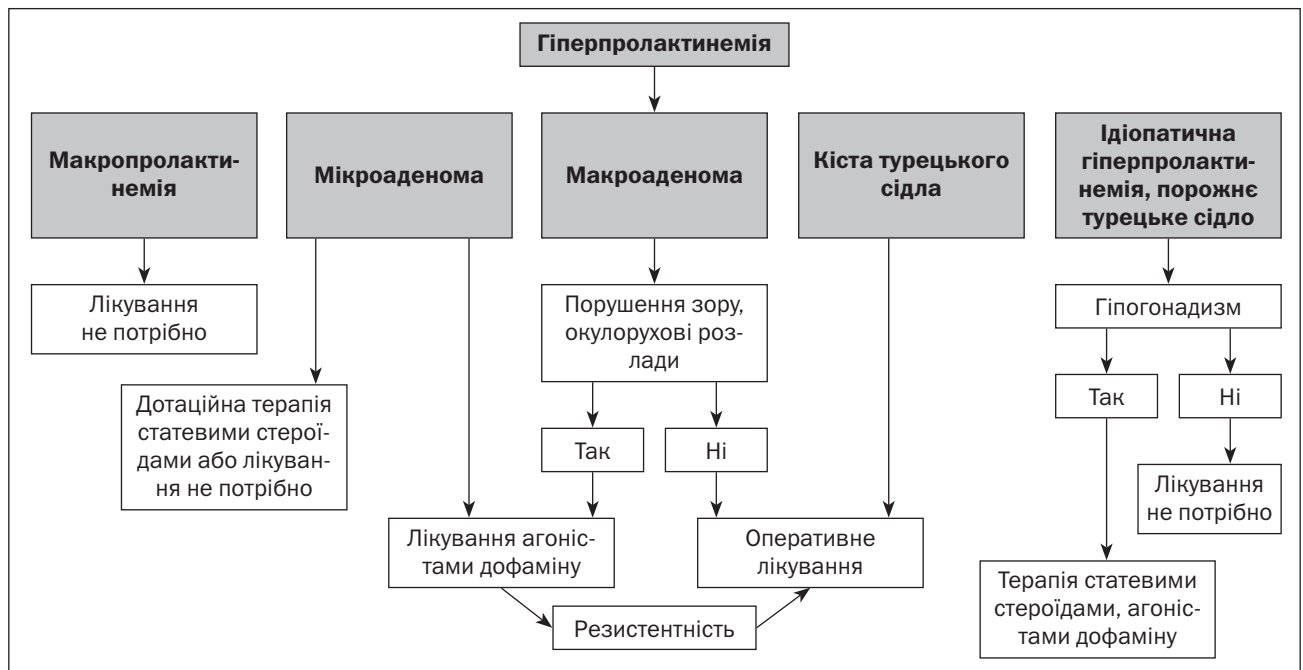 Гіперпролактинемія
Макропролакти-
немія
Мікроаденома
Макроаденома
Кіста турецького
сідла
Ідіопатична
гіперпролакти-
немія, порожнє
турецьке сідло
Лікування
не потрібно
Порушення зору,
окулорухові роз-
лади
Гіпогонадизм
Дотаційна терапія
статевими стерої-
дами або лікуван-
ня не потрібно
Так
Ні
Так
Ні
Лікування агоніс-
тами дофаміну
Оперативне
лікування
Лікування
не потрібно
Резистентність
Терапія статевими
стероїдами, агоніс-
тами дофаміну